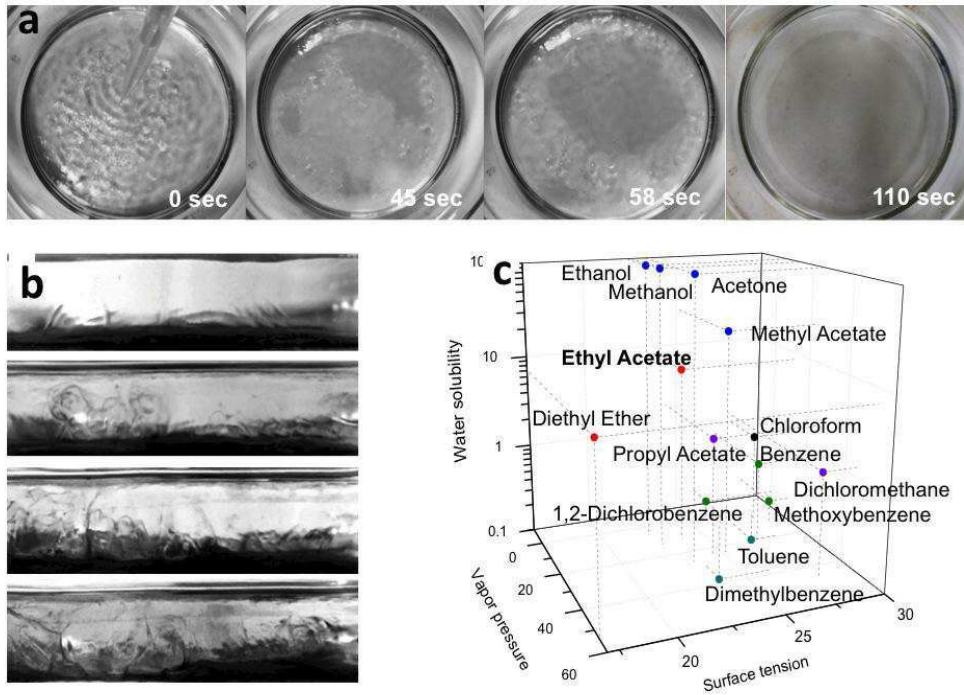 a
0 sec
45 sec
58 sec
110 sec
b
c
10
10
1
0.1
Water solubility
0
20
40
60
Vapor pressure
20
25
30
Surface tension
Ethanol
Methanol
Acetone
Methyl Acetate
Ethyl Acetate
Diethyl Ether
Chloroform
Propyl Acetate
Benzene
Dichloromethane
1,2-Dichlorobenzene
Methoxybenzene
Toluene
Dimethylbenzene